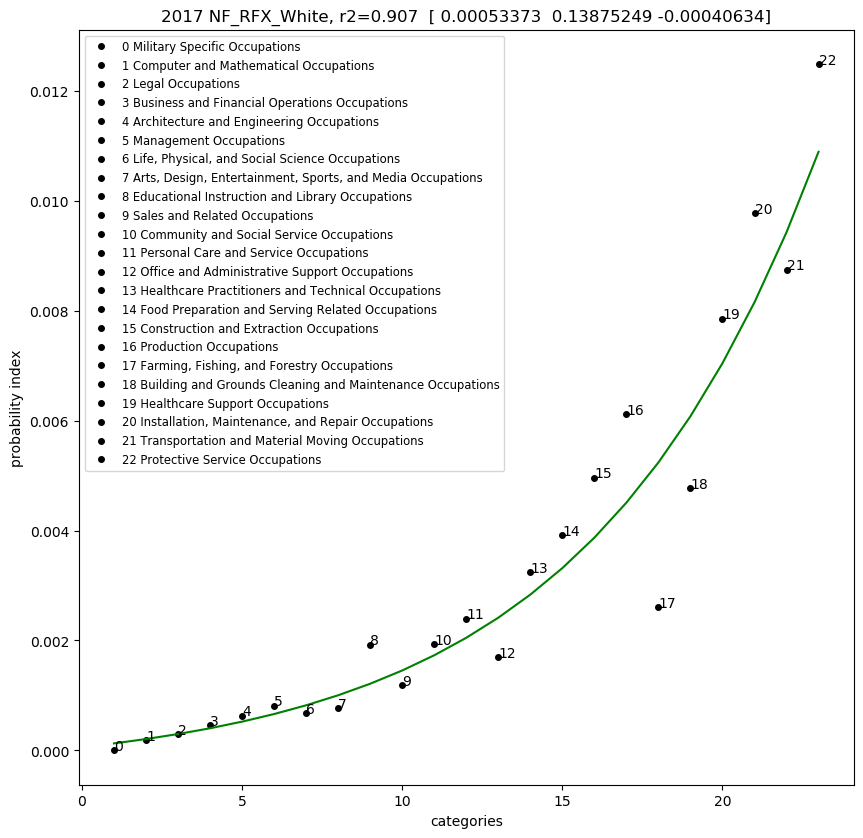 2017 NF_RFX_White, r2=0.907  [ 0.00053373  0.13875249 -0.00040634]
0 Military Specific Occupations
1 Computer and Mathematical Occupations
2 Legal Occupations
3 Business and Financial Operations Occupations
4 Architecture and Engineering Occupations
5 Management Occupations
6 Life, Physical, and Social Science Occupations
7 Arts, Design, Entertainment, Sports, and Media Occupations
8 Educational Instruction and Library Occupations
9 Sales and Related Occupations
10 Community and Social Service Occupations
11 Personal Care and Service Occupations
12 Office and Administrative Support Occupations
13 Healthcare Practitioners and Technical Occupations
14 Food Preparation and Serving Related Occupations
15 Construction and Extraction Occupations
16 Production Occupations
17 Farming, Fishing, and Forestry Occupations
18 Building and Grounds Cleaning and Maintenance Occupations
19 Healthcare Support Occupations
20 Installation, Maintenance, and Repair Occupations
21 Transportation and Material Moving Occupations
22 Protective Service Occupations
probability index
0.012
0.010
0.008
0.006
0.004
0.002
0.000
0
1
2
3
4
5
6
7
8
9
10
11
12
13
14
15
16
17
18
19
20
21
22
0
5
10
15
20
categories